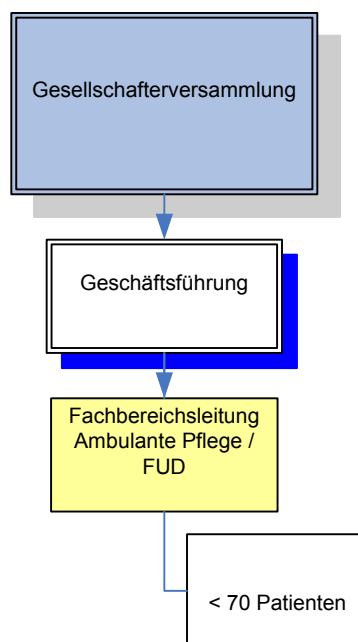 Gesellschafterversammlung
Geschäftsführung
Fachbereichsleitung
Ambulante Pflege /
FUD
< 70 Patienten